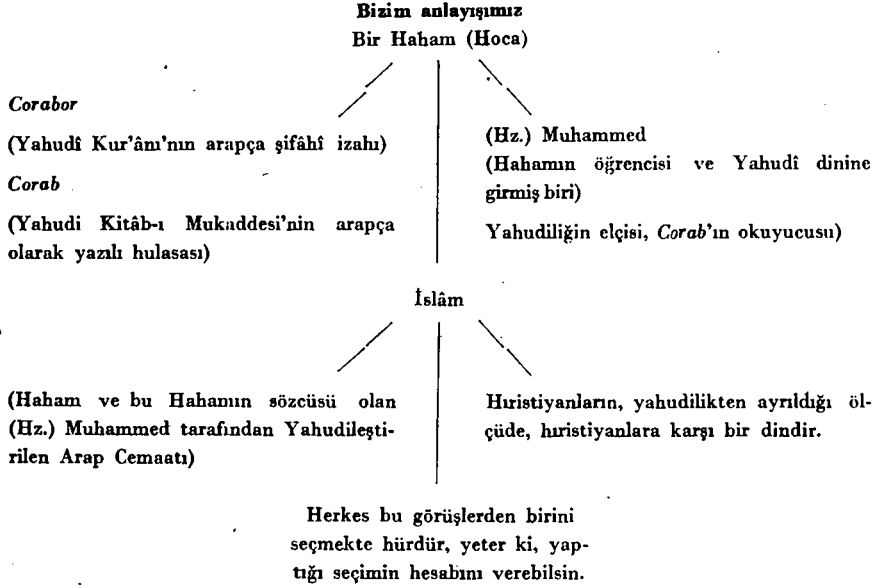 Bizim anlayışımız
Bir Haham (Hoca)
Corabor
(Yahudî Kur'ânı'nın arapça şifâhî izahı)
Corab
(Yahudi Kitâb-ı Mukaddesi'nin arapça
olarak yazılı hulasası)
(Hz.) Muhammed
(Hahamın öğrencisi ve Yahudî dinine
girmiş biri)
Yahudiliğin elçisi, Corab'ın okuyucusu)
İslâm
(Haham ve bu Hahamın sözcüsü olan
(Hz.) Muhammed tarafından Yahudileşti-
rilen Arap Cemaatı)
Hıristiyanların, yahudilikten ayrıldığı öl-
çüde, hıristiyanlara karşı bir dindir.
Herkes bu görüşlerden birini
seçmekte hürdür, yeter ki, yap-
tığı seçimin hesabını verebilsin.